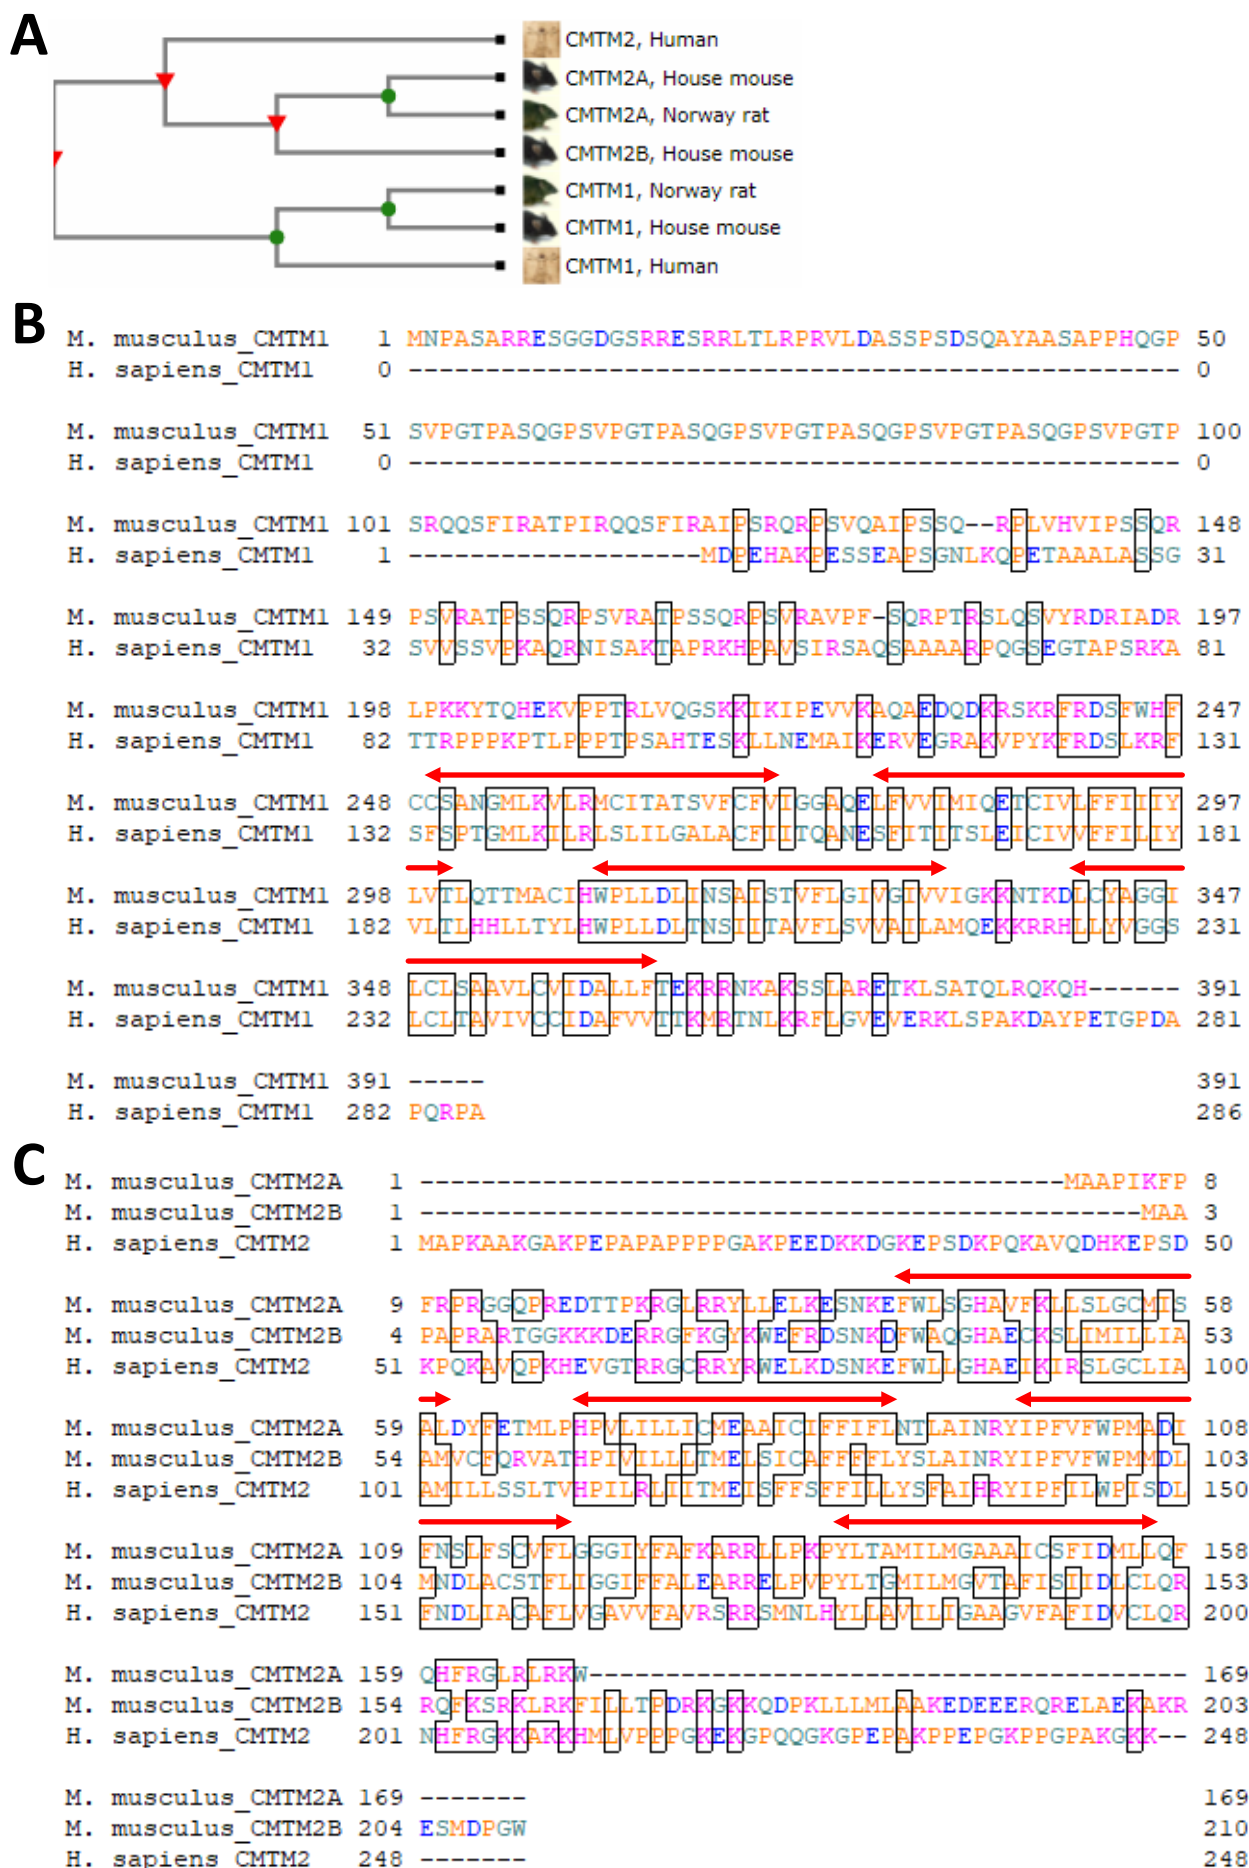 A
CMTM2, Human
CMTM2A, House mouse
CMTM2A, Norway rat
CMTM2B, House mouse
CMTM1, Norway rat
CMTM1, House mouse
CMTM1, Human
B
M. musculus_CMTM1 1 MNPASARRESGGDGSRRESRRLTLRPRVLDASSPSDSQAYAASAPPHQGP 50
H. sapiens_CMTM1 0 -------------------------------------------------- 0
M. musculus_CMTM1 51 SVPGTPASQGPSVPGTPASQGPSVPGTPASQGPSVPGTPASQGPSVPGTP 100
H. sapiens_CMTM1 0 -------------------------------------------------- 0
M. musculus_CMTM1 101 SRQQSFIRATPIRQQSFIRAIPSRQRPSVQAIPSSQ--RPLVHVIPSSQR 148
H. sapiens_CMTM1 1 -------------------MDPEHAKPESSEAPSGNLKQPETAAALASSG 31
M. musculus_CMTM1 149 PSVRATPSSQRPSVRATPSSQRPSVRAVPF-SQRPTRSLQSVYRDRIADR 197
H. sapiens_CMTM1 32 SVVSSVPKAQRNISAKTAPRKHPAVSIRSAQSAAAARPQGSEGTAPSRKA 81
M. musculus_CMTM1 198 LPKKYTQHEKVPPTRLVQGSKKIKIPEVVKAQAEDQDKRSKRFRDSFWHF 247
H. sapiens_CMTM1 82 TTRPPPKPTLPPPTPSAHTESKLLNEMAIKERVEGRAKVPYKFRDSLKRF 131
M. musculus_CMTM1 248 CCSANGMLKVLRMCITATSVFCFVIGGAQELFVVIMIQETCIVLFFIIIY 297
H. sapiens_CMTM1 132 SFSPTGMLKILRLSLILGALACFIITQANESFITITSLEICIVVFFILIY 181
M. musculus_CMTM1 298 LVTLQTTMACIHWPLLDLINSAISTVFLGIVGIVVIGKKNTKDLCYAGGI 347
H. sapiens_CMTM1 182 VLTLHHLLTYLHWPLLDLTNSIITAVFLSVVAILAMQEKKRRHLLYVGGS 231
M. musculus_CMTM1 348 LCLSAAVLCVIDALLFTEKRRNKAKSSLARETKLSATQLRQKQH------ 391
H. sapiens_CMTM1 232 LCLTAVIVCCIDAFVVTTKMRTNLKRFLGVEVERKLSPAKDAYPETGPDA 281
M. musculus_CMTM1 391 ----- 391
H. sapiens_CMTM1 282 PQRPA 286
C
M. musculus_CMTM2A 1 ------------------------------------------MAAPIKFP 8
M. musculus_CMTM2B 1 -----------------------------------------------MAA 3
H. sapiens_CMTM2 1 MAPKAAKGAKPEPAPAPPPPGAKPEEDKKDGKEPSDKPQKAVQDHKEPSD 50
M. musculus_CMTM2A 9 FRPRGGQPREDTTPKRGLRRYLLELKESNKEFWLSGHAVFKLLSLGCMIS 58
M. musculus_CMTM2B 4 PAPRARTGGKKKDERRGFKGYKWEFRDSNKDFWAQGHAECKSLIMILLIA 53
H. sapiens_CMTM2 51 KPQKAVQPKHEVGTRRGCRRYRWELKDSNKEFWLLGHAEIKIRSLGCLIA 100
M. musculus_CMTM2A 59 ALDYFETMLPHPVLILLICMEAAICIFFIFLNTLAINRYIPFVFWPMADI 108
M. musculus_CMTM2B 54 AMVCFQRVATHPIVILLLTMELSICAFFFFLYSLAINRYIPFVFWPMMDL 103
H. sapiens_CMTM2 101 AMILLSSLTVHPILRLIITMEISFFSFFILLYSFAIHRYIPFILWPISDL 150
M. musculus_CMTM2A 109 FNSLFSCVFLGGGIYFAFKARRLLPKPYLTAMILMGAAAICSFIDMLLQF 158
M. musculus_CMTM2B 104 MNDLACSTFLIGGIFFALEARRELPVPYLTGMILMGVTAFISIIDLCLQR 153
H. sapiens_CMTM2 151 FNDLIACAFLVGAVVFAVRSRRSMNLHYLLAVILIGAAGVFAFIDVCLQR 200
M. musculus_CMTM2A 159 QHFRGLRLRKW--------------------------------------- 169
M. musculus_CMTM2B 154 RQFKSRKLRKFILLTPDRKGKKQDPKLLLMLAAKEDEEERQRELAEKAKR 203
H. sapiens_CMTM2 201 NHFRGKKAKKHMLVPPPGKEKGPQQGKGPEPAKPPEPGKPPGPAKGKK-- 248
M. musculus_CMTM2A 169 ------- 169
M. musculus_CMTM2B 204 ESMDPGW 210
H. sapiens_CMTM2 248 ------- 248